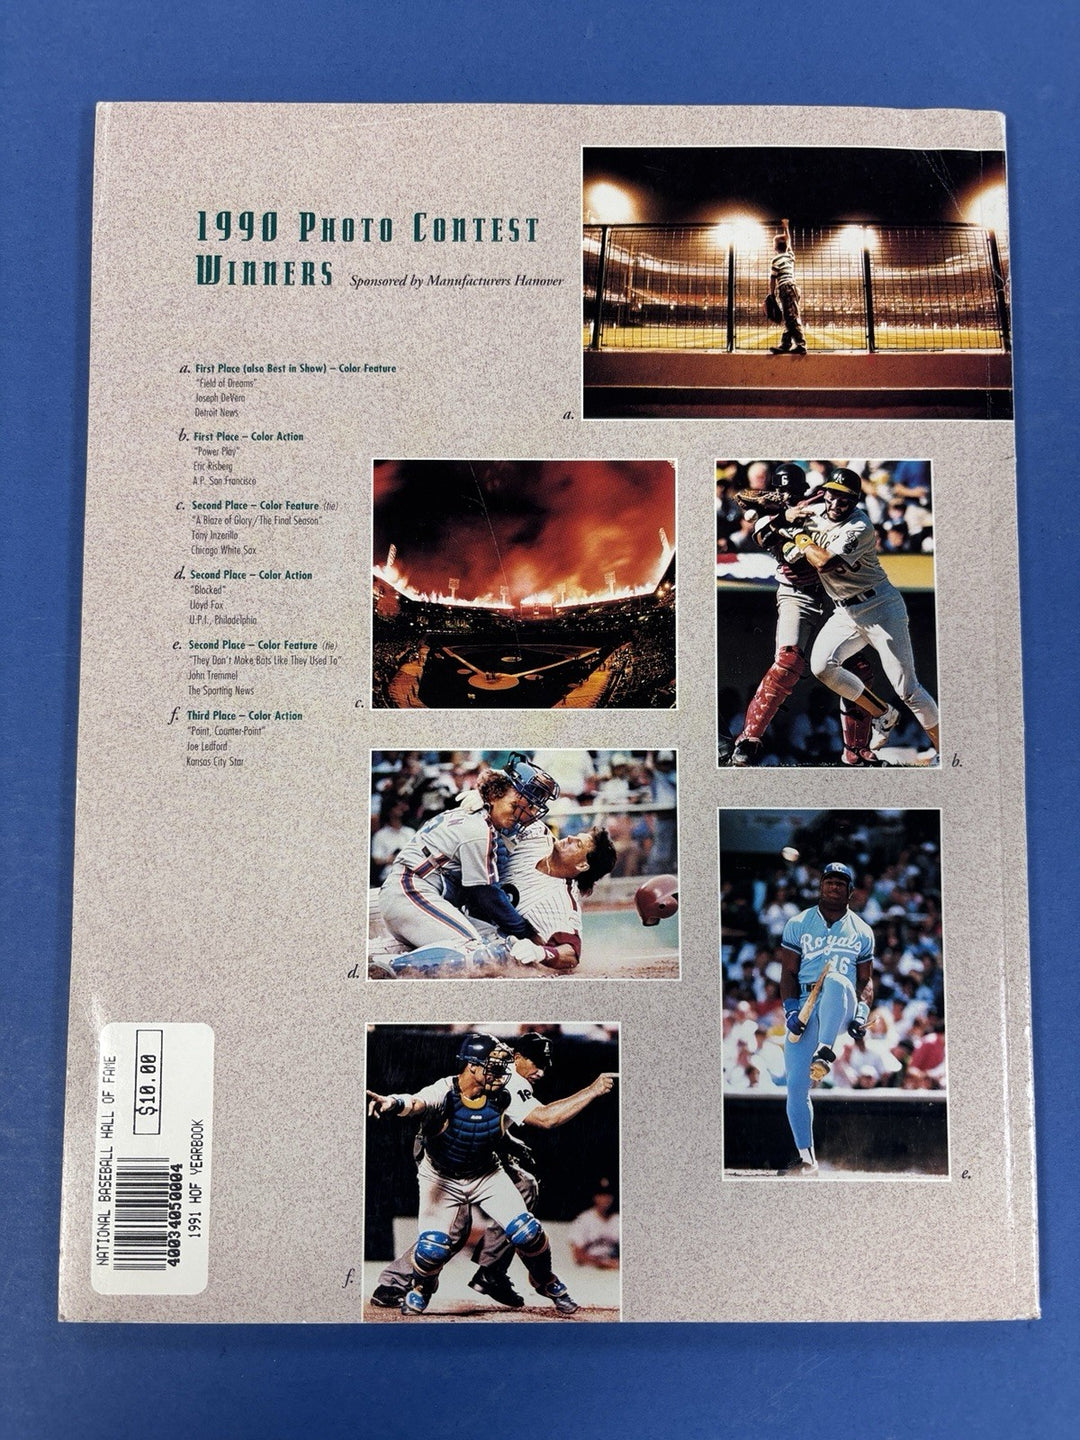 1990 Photo Contest
Winners Sponsored by Manufacturers Hanover
a. First Place (also Best in Show) – Color Feature
"Field of Dreams"
Joseph DeVera
Detroit News
b. First Place – Color Action
"Power Play"
Eric Risberg
A.P. San Francisco
c. Second Place – Color Feature (tie)
"A Blaze of Glory/The Final Season"
Tony Inzerillo
Chicago White Sox
d. Second Place – Color Action
"Blocked"
Lloyd Fox
U.P.I., Philadelphia
e. Second Place – Color Feature (tie)
"They Don't Make Bats Like They Used To"
John Tremmel
The Sporting News
f. Third Place – Color Action
"Point, Counter-Point"
Joe Ledford
Kansas City Star
a.
c.
b.
6
A's
d.
KC
Royals
16
e.
f.
NATIONAL BASEBALL HALL OF FAME
$10.00
40034050004
1991 HOF YEARBOOK